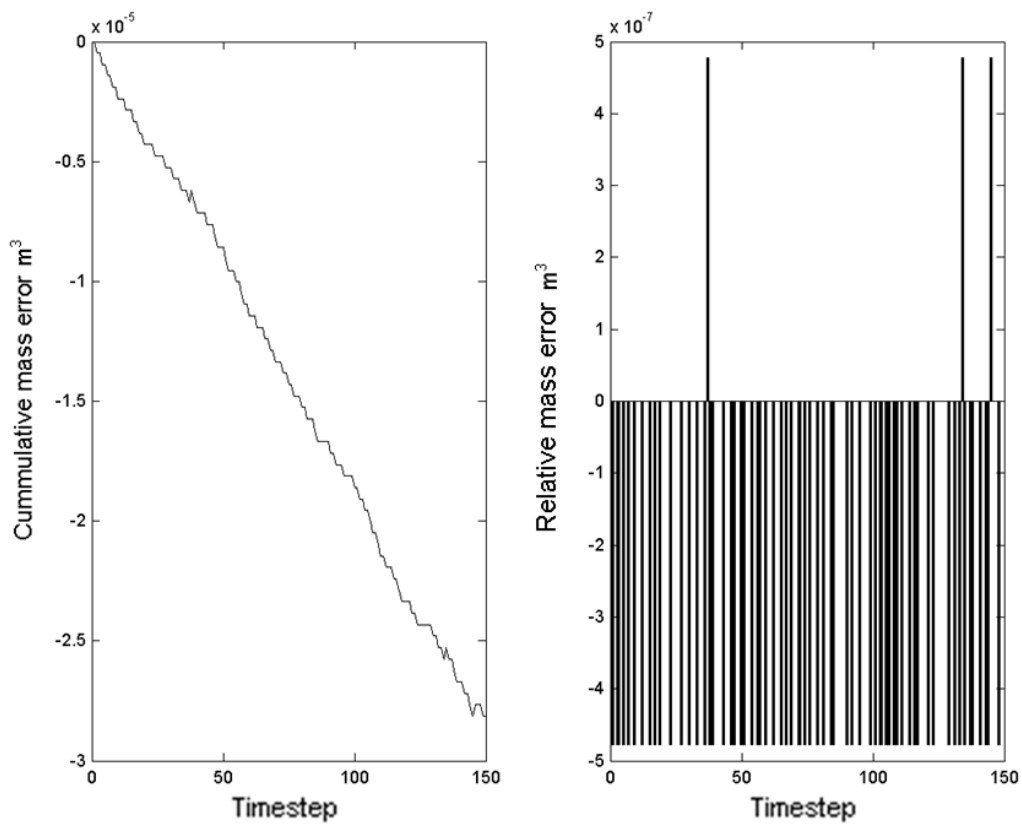 x 10⁻⁵
0
-0.5
-1
-1.5
-2
-2.5
-3
0 50 100 150
Timestep
Cummulative mass error m³
x 10⁻⁷
5
4
3
2
1
0
-1
-2
-3
-4
-5
0 50 100 150
Timestep
Relative mass error m³